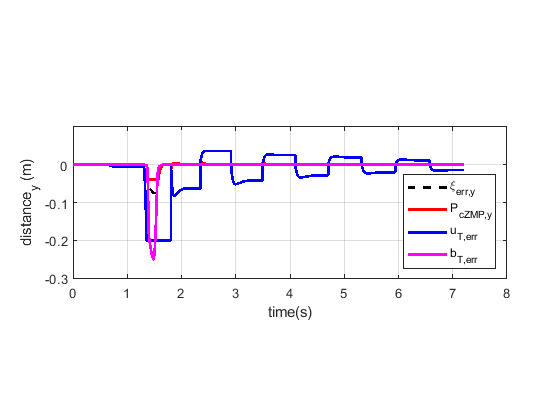 0
-0.1
-0.2
-0.3
distance_y (m)
0 1 2 3 4 5 6 7 8
time(s)
ξ_err,y
P_cZMP,y
u_T,err
b_T,err